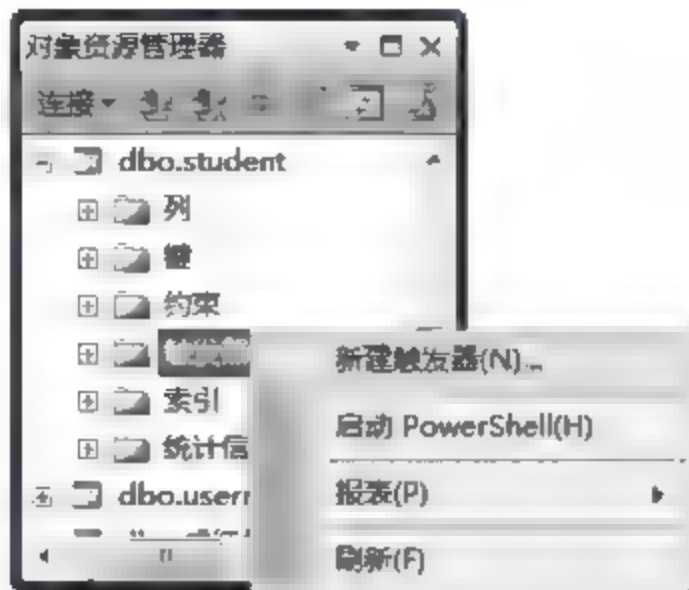 对象资源管理器
连接
dbo.student
列
键
约束
索引
统计信
dbo.user
新建触发器(N)...
启动 PowerShell(H)
报表(P)
刷新(F)